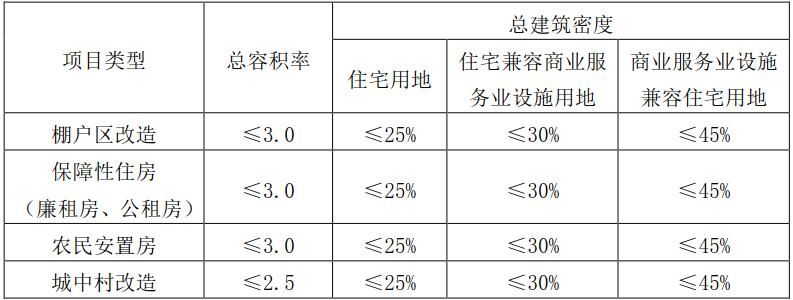 项目类型 总容积率 总建筑密度
住宅用地 住宅兼容商业服务业设施用地 商业服务业设施兼容住宅用地
棚户区改造 ≤3.0 ≤25% ≤30% ≤45%
保障性住房
（廉租房、公租房） ≤3.0 ≤25% ≤30% ≤45%
农民安置房 ≤3.0 ≤25% ≤30% ≤45%
城中村改造 ≤2.5 ≤25% ≤30% ≤45%